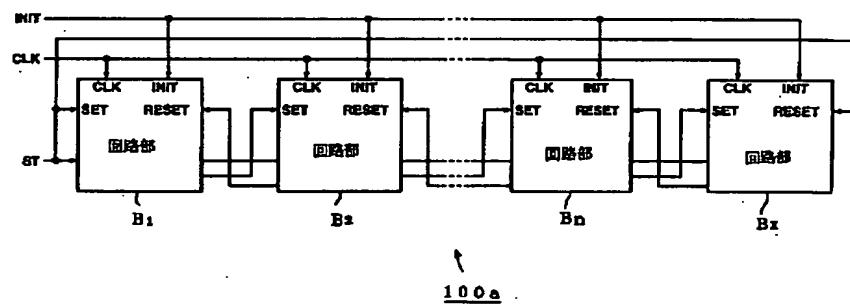 INIT
CLK
CLK INIT CLK INIT CLK INIT CLK INIT
SET RESET SET RESET SET RESET SET RESET
回路部 回路部 回路部 回路部
ST
B1 B2 Bn BX
100a